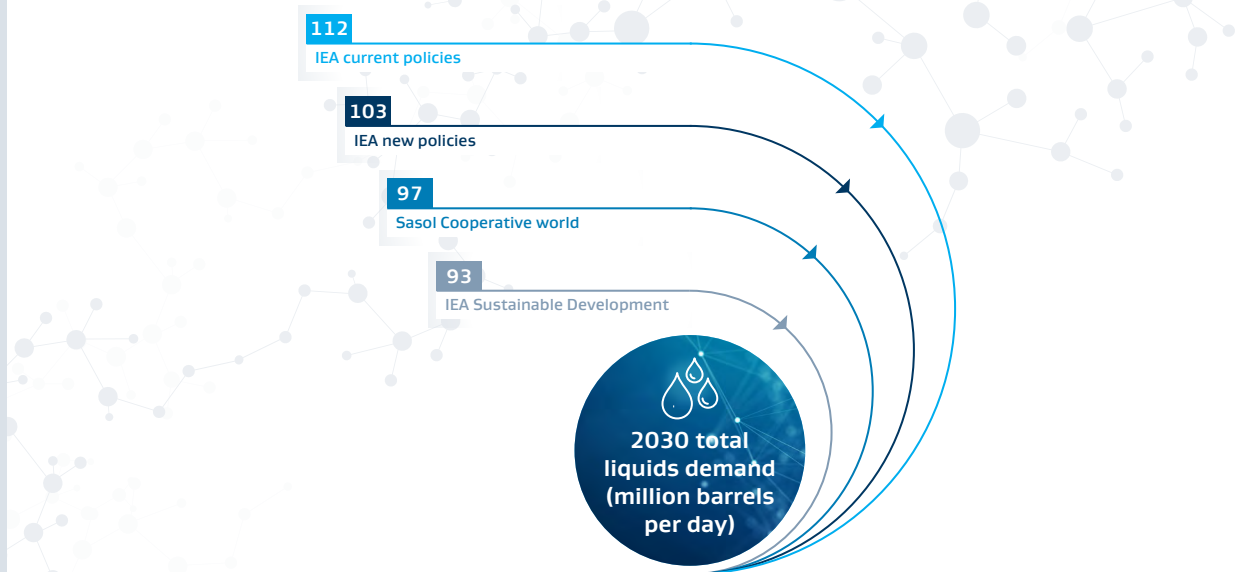 112
IEA current policies
103
IEA new policies
97
Sasol Cooperative world
93
IEA Sustainable Development
2030 total
liquids demand
(million barrels
per day)